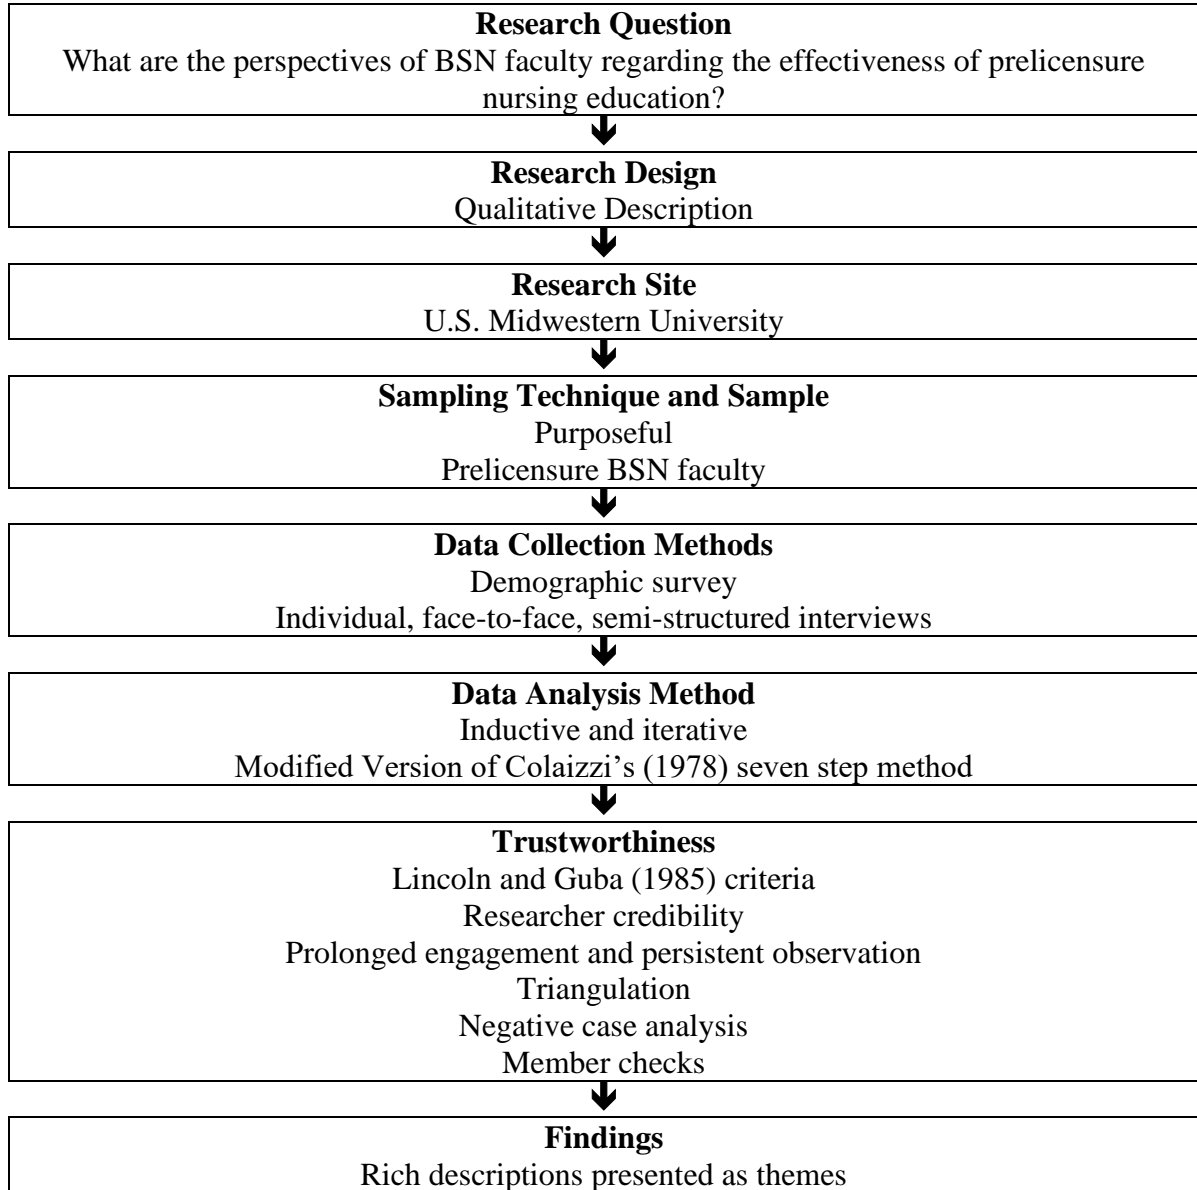 Research Question
What are the perspectives of BSN faculty regarding the effectiveness of prelicensure
nursing education?
Research Design
Qualitative Description
Research Site
U.S. Midwestern University
Sampling Technique and Sample
Purposeful
Prelicensure BSN faculty
Data Collection Methods
Demographic survey
Individual, face-to-face, semi-structured interviews
Data Analysis Method
Inductive and iterative
Modified Version of Colaizzi’s (1978) seven step method
Trustworthiness
Lincoln and Guba (1985) criteria
Researcher credibility
Prolonged engagement and persistent observation
Triangulation
Negative case analysis
Member checks
Findings
Rich descriptions presented as themes